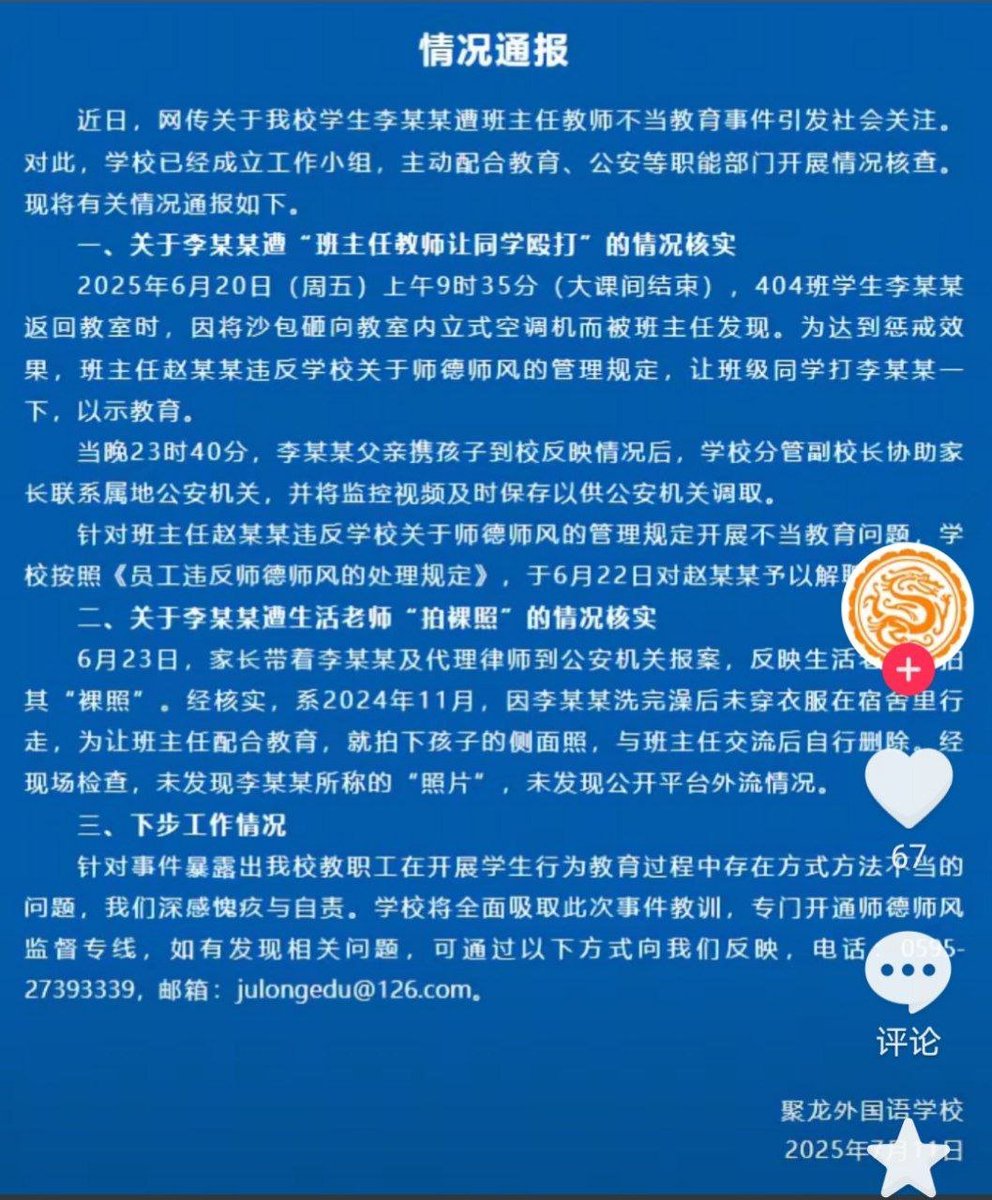 情况通报
近日，网传关于我校学生李某某遭班主任教师不当教育事件引发社会关注。
对此，学校已经成立工作小组，主动配合教育、公安等职能部门开展情况核查。
现将有关情况通报如下。
一、关于李某某遭“班主任教师让同学殴打”的情况核实
2025年6月20日（周五）上午9时35分（大课间结束），404班学生李某某
返回教室时，因将沙包砸向教室内立式空调机而被班主任发现。为达到惩戒效
果，班主任赵某某违反学校关于师德师风的管理规定，让班级同学打李某某一
下，以示教育。
当晚23时40分，李某某父亲携孩子到校反映情况后，学校分管副校长协助家
长联系属地公安机关，并将监控视频及时保存以供公安机关调取。
针对班主任赵某某违反学校关于师德师风的管理规定开展不当教育问题，学
校按照《员工违反师德师风的处理规定》，于6月22日对赵某某予以解
二、关于李某某遭生活老师“拍裸照”的情况核实
6月23日，家长带着李某某及代理律师到公安机关报案，反映生活 拍
其“裸照”。经核实，系2024年11月，因李某某洗完澡后未穿衣服在宿舍里行
走，为让班主任配合教育，就拍下孩子的侧面照，与班主任交流后自行删除。经
现场检查，未发现李某某所称的“照片”，未发现公开平台外流情况。
三、下步工作情况
针对事件暴露出我校教职工在开展学生行为教育过程中存在方式方法不当的
问题，我们深感愧疚与自责。学校将全面吸取此次事件教训，专门开通师德师风
监督专线，如有发现相关问题，可通过以下方式向我们反映，电话：0595-
27393339，邮箱：julongedu@126.com。
67
评论
聚龙外国语学校
2025年7月11日